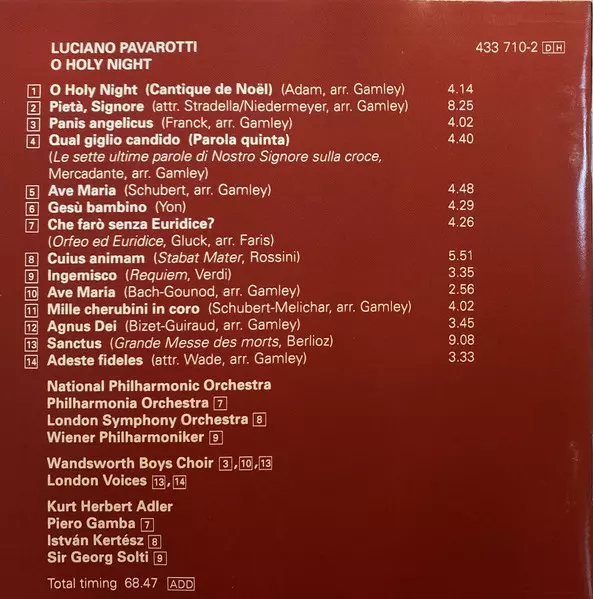 LUCIANO PAVAROTTI 433 710-2 DH
O HOLY NIGHT
1 O Holy Night (Cantique de Noël) (Adam, arr. Gamley) 4.14
2 Pietà, Signore (attr. Stradella/Niedermeyer, arr. Gamley) 8.25
3 Panis angelicus (Franck, arr. Gamley) 4.02
4 Qual giglio candido (Parola quinta) 4.40
(Le sette ultime parole di Nostro Signore sulla croce,
Mercadante, arr. Gamley)
5 Ave Maria (Schubert, arr. Gamley) 4.48
6 Gesù bambino (Yon) 4.29
7 Che farò senza Euridice? 4.26
(Orfeo ed Euridice, Gluck, arr. Faris)
8 Cuius animam (Stabat Mater, Rossini) 5.51
9 Ingemisco (Requiem, Verdi) 3.35
10 Ave Maria (Bach-Gounod, arr. Gamley) 2.56
11 Mille cherubini in coro (Schubert-Melichar, arr. Gamley) 4.02
12 Agnus Dei (Bizet-Guiraud, arr. Gamley) 3.45
13 Sanctus (Grande Messe des morts, Berlioz) 9.08
14 Adeste fideles (attr. Wade, arr. Gamley) 3.33
National Philharmonic Orchestra
Philharmonia Orchestra 7
London Symphony Orchestra 8
Wiener Philharmoniker 9
Wandsworth Boys Choir 3, 10, 13
London Voices 13, 14
Kurt Herbert Adler
Piero Gamba 7
István Kertész 8
Sir Georg Solti 9
Total timing 68.47 ADD